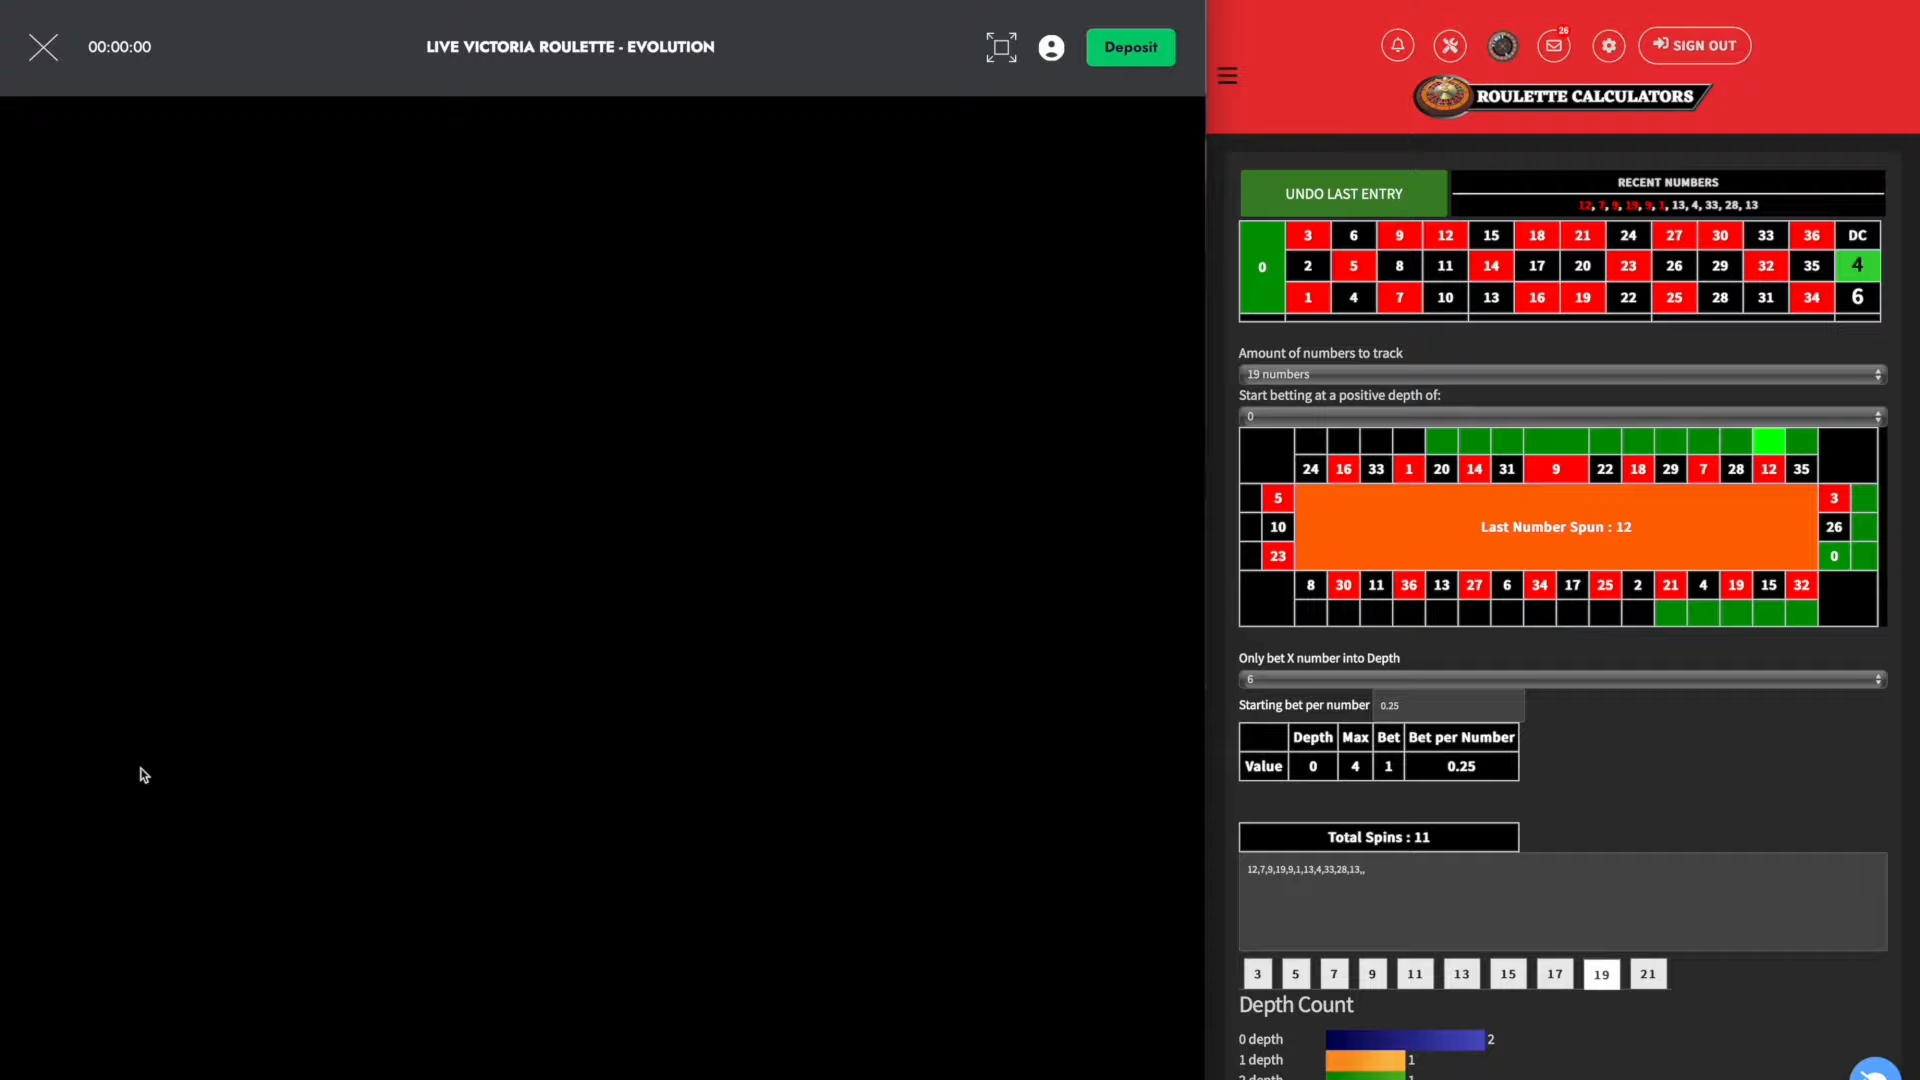 00:00:00
LIVE VICTORIA ROULETTE - EVOLUTION
Deposit
26
SIGN OUT
ROULETTE CALCULATORS
UNDO LAST ENTRY
RECENT NUMBERS
12, 7, 9, 19, 9, 1, 13, 4, 33, 28, 13
3 6 9 12 15 18 21 24 27 30 33 36 DC
0 2 5 8 11 14 17 20 23 26 29 32 35 4
1 4 7 10 13 16 19 22 25 28 31 34 6
Amount of numbers to track
19 numbers
Start betting at a positive depth of:
0
24 16 33 1 20 14 31 9 22 18 29 7 28 12 35
5 3
10 Last Number Spun : 12 26
23 0
8 30 11 36 13 27 6 34 17 25 2 21 4 19 15 32
Only bet X number into Depth
6
Starting bet per number 0.25
Depth Max Bet Bet per Number
Value 0 4 1 0.25
Total Spins : 11
12,7,9,19,9,1,13,4,33,28,13,,
3 5 7 9 11 13 15 17 19 21
Depth Count
0 depth 2
1 depth 1
2 depth 1